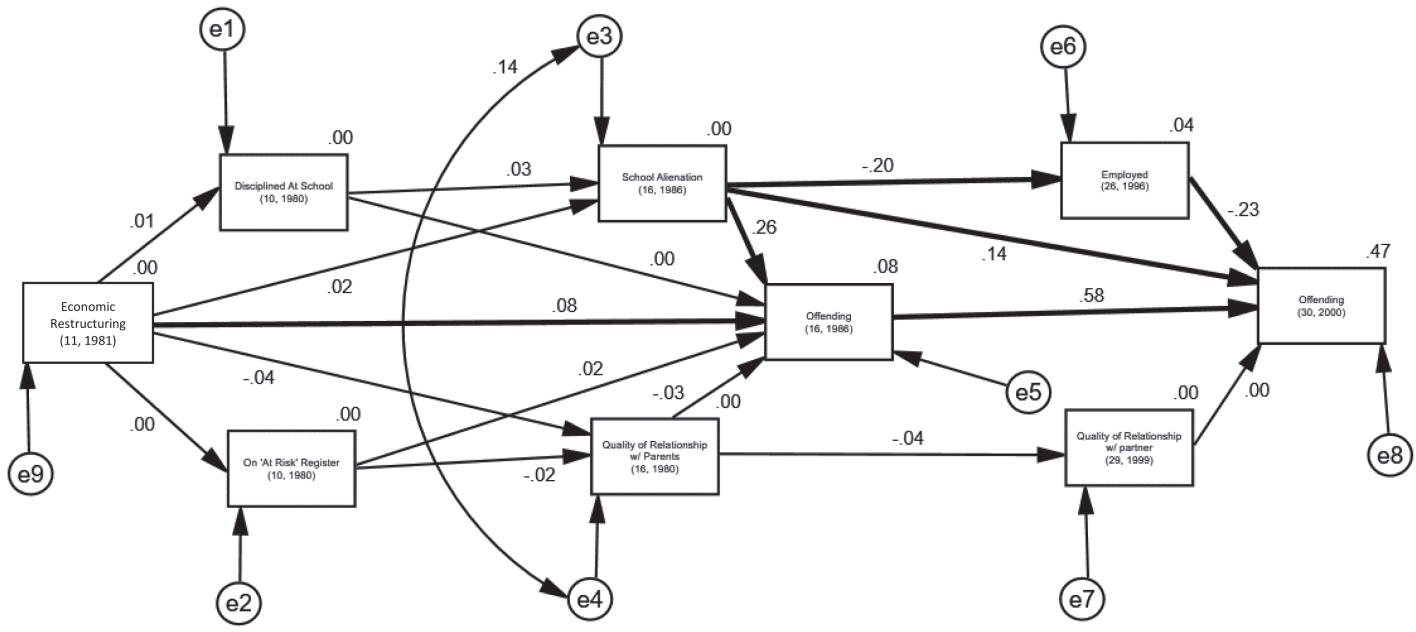 e1
e3
e6
.14
.00
.00
.04
Disciplined At School
(10, 1980)
.03
School Alienation
(16, 1986)
-.20
Employed
(26, 1996)
.01
.26
-.23
.00
.00
.14
.47
.02
.08
Economic
Restructuring
(11, 1981)
.08
Offending
(16, 1986)
.58
Offending
(30, 2000)
-.04
.02
-.03
.00
e5
.00
.00
.00
.00
On 'At Risk' Register
(10, 1980)
-.02
Quality of Relationship
w/ Parents
(16, 1980)
-.04
Quality of Relationship
w/ partner
(29, 1999)
e9
e8
e2
e4
e7